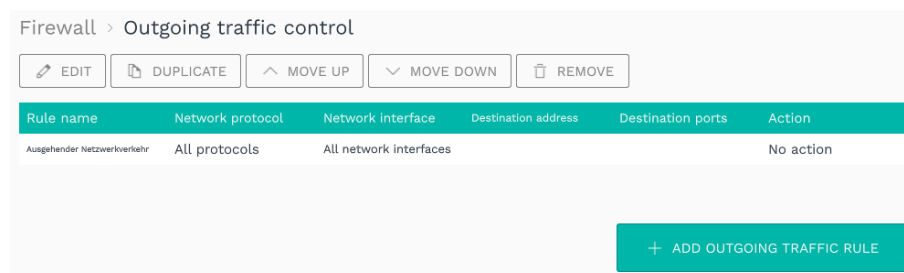 Firewall > Outgoing traffic control
EDIT DUPLICATE MOVE UP MOVE DOWN REMOVE
Rule name Network protocol Network interface Destination address Destination ports Action
Ausgehender Netzwerkverkehr All protocols All network interfaces No action
+ ADD OUTGOING TRAFFIC RULE